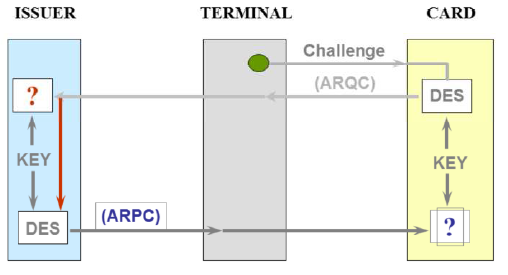 ISSUER
TERMINAL
CARD
Challenge
(ARQC)
?
DES
KEY
KEY
DES
(ARPC)
?